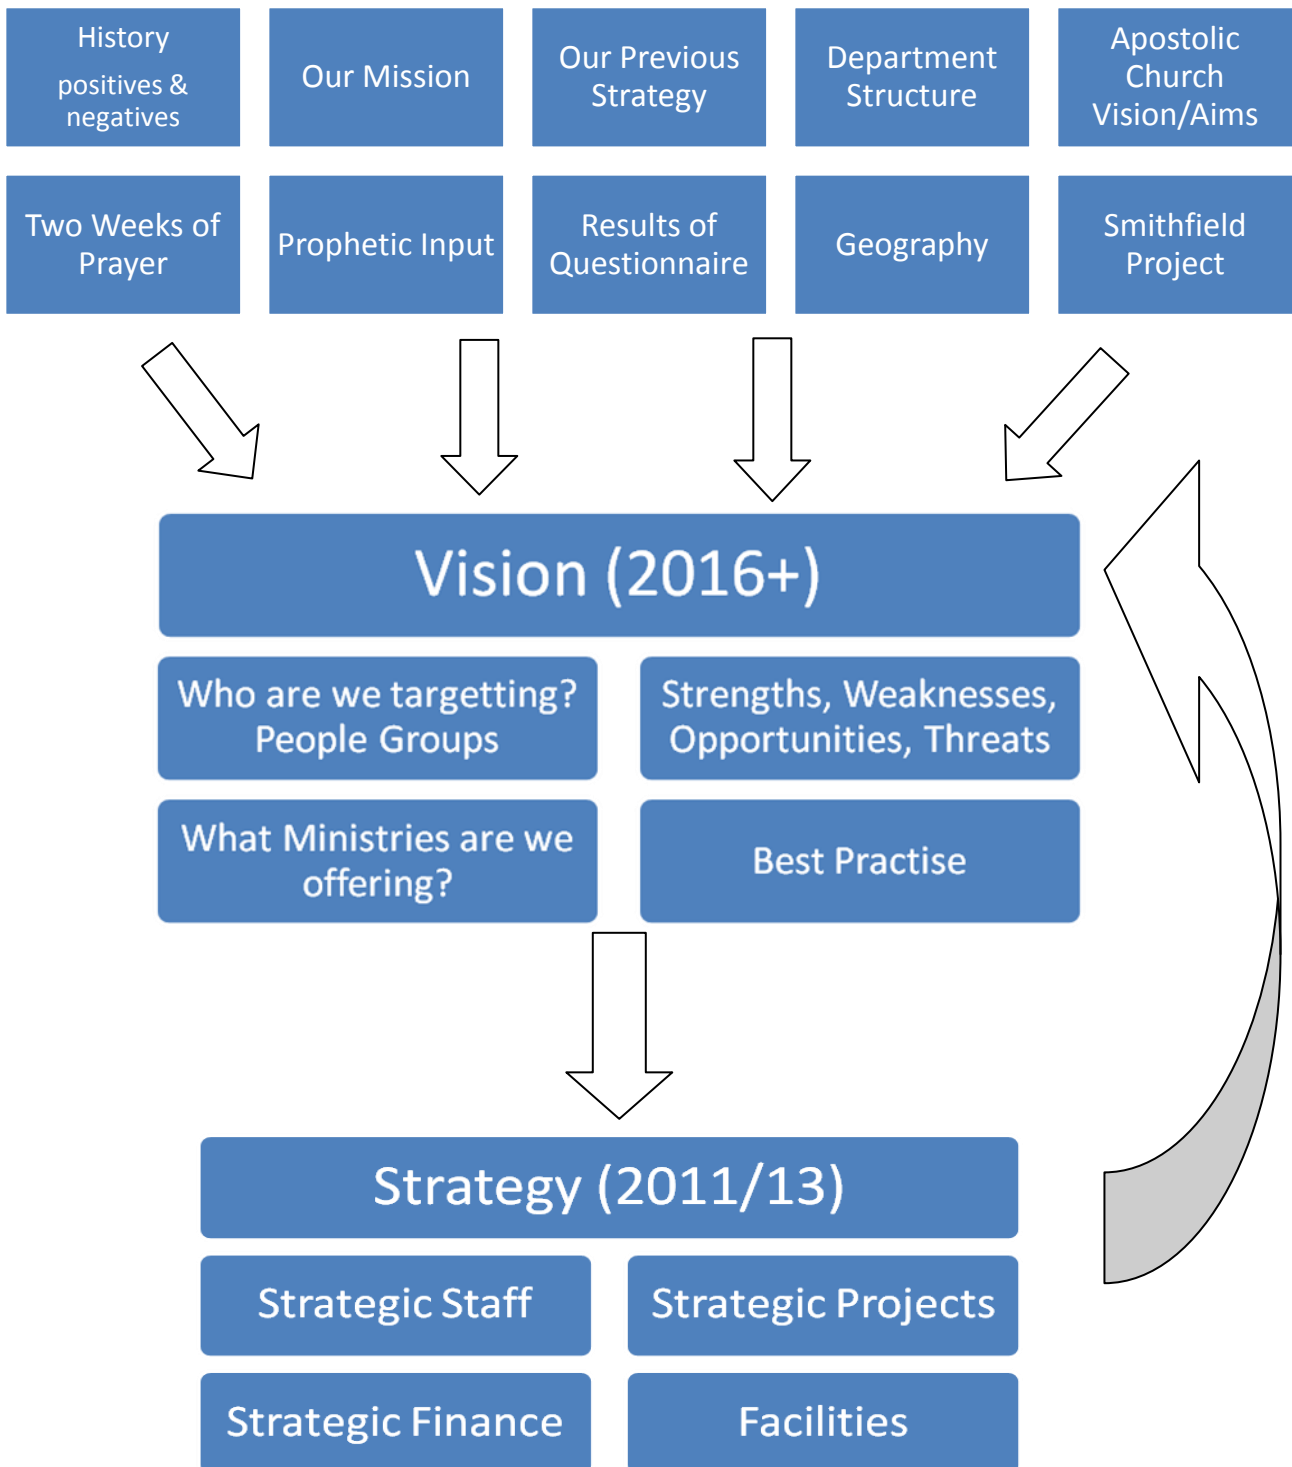 History
positives &
negatives
Our Mission
Our Previous
Strategy
Department
Structure
Apostolic
Church
Vision/Aims
Two Weeks of
Prayer
Prophetic Input
Results of
Questionnaire
Geography
Smithfield
Project
Vision (2016+)
Who are we targetting?
People Groups
Strengths, Weaknesses,
Opportunities, Threats
What Ministries are we
offering?
Best Practise
Strategy (2011/13)
Strategic Staff
Strategic Projects
Strategic Finance
Facilities